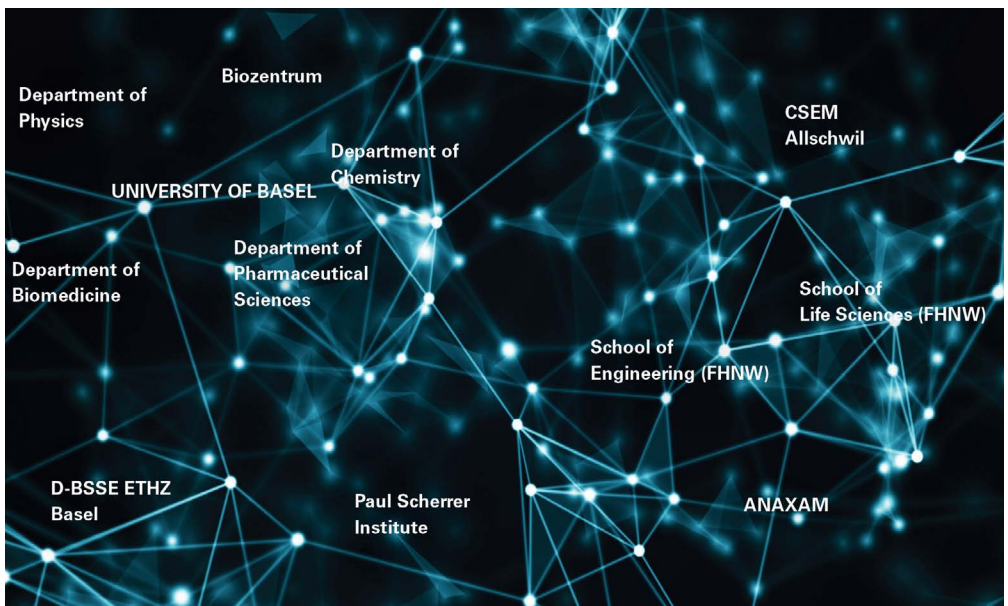 Biozentrum
Department of
Physics
CSEM
Allschwil
Department of
Chemistry
UNIVERSITY OF BASEL
Department of
Pharmaceutical
Sciences
Department of
Biomedicine
School of
Life Sciences (FHNW)
School of
Engineering (FHNW)
D-BSSE ETHZ
Basel
Paul Scherrer
Institute
ANAXAM